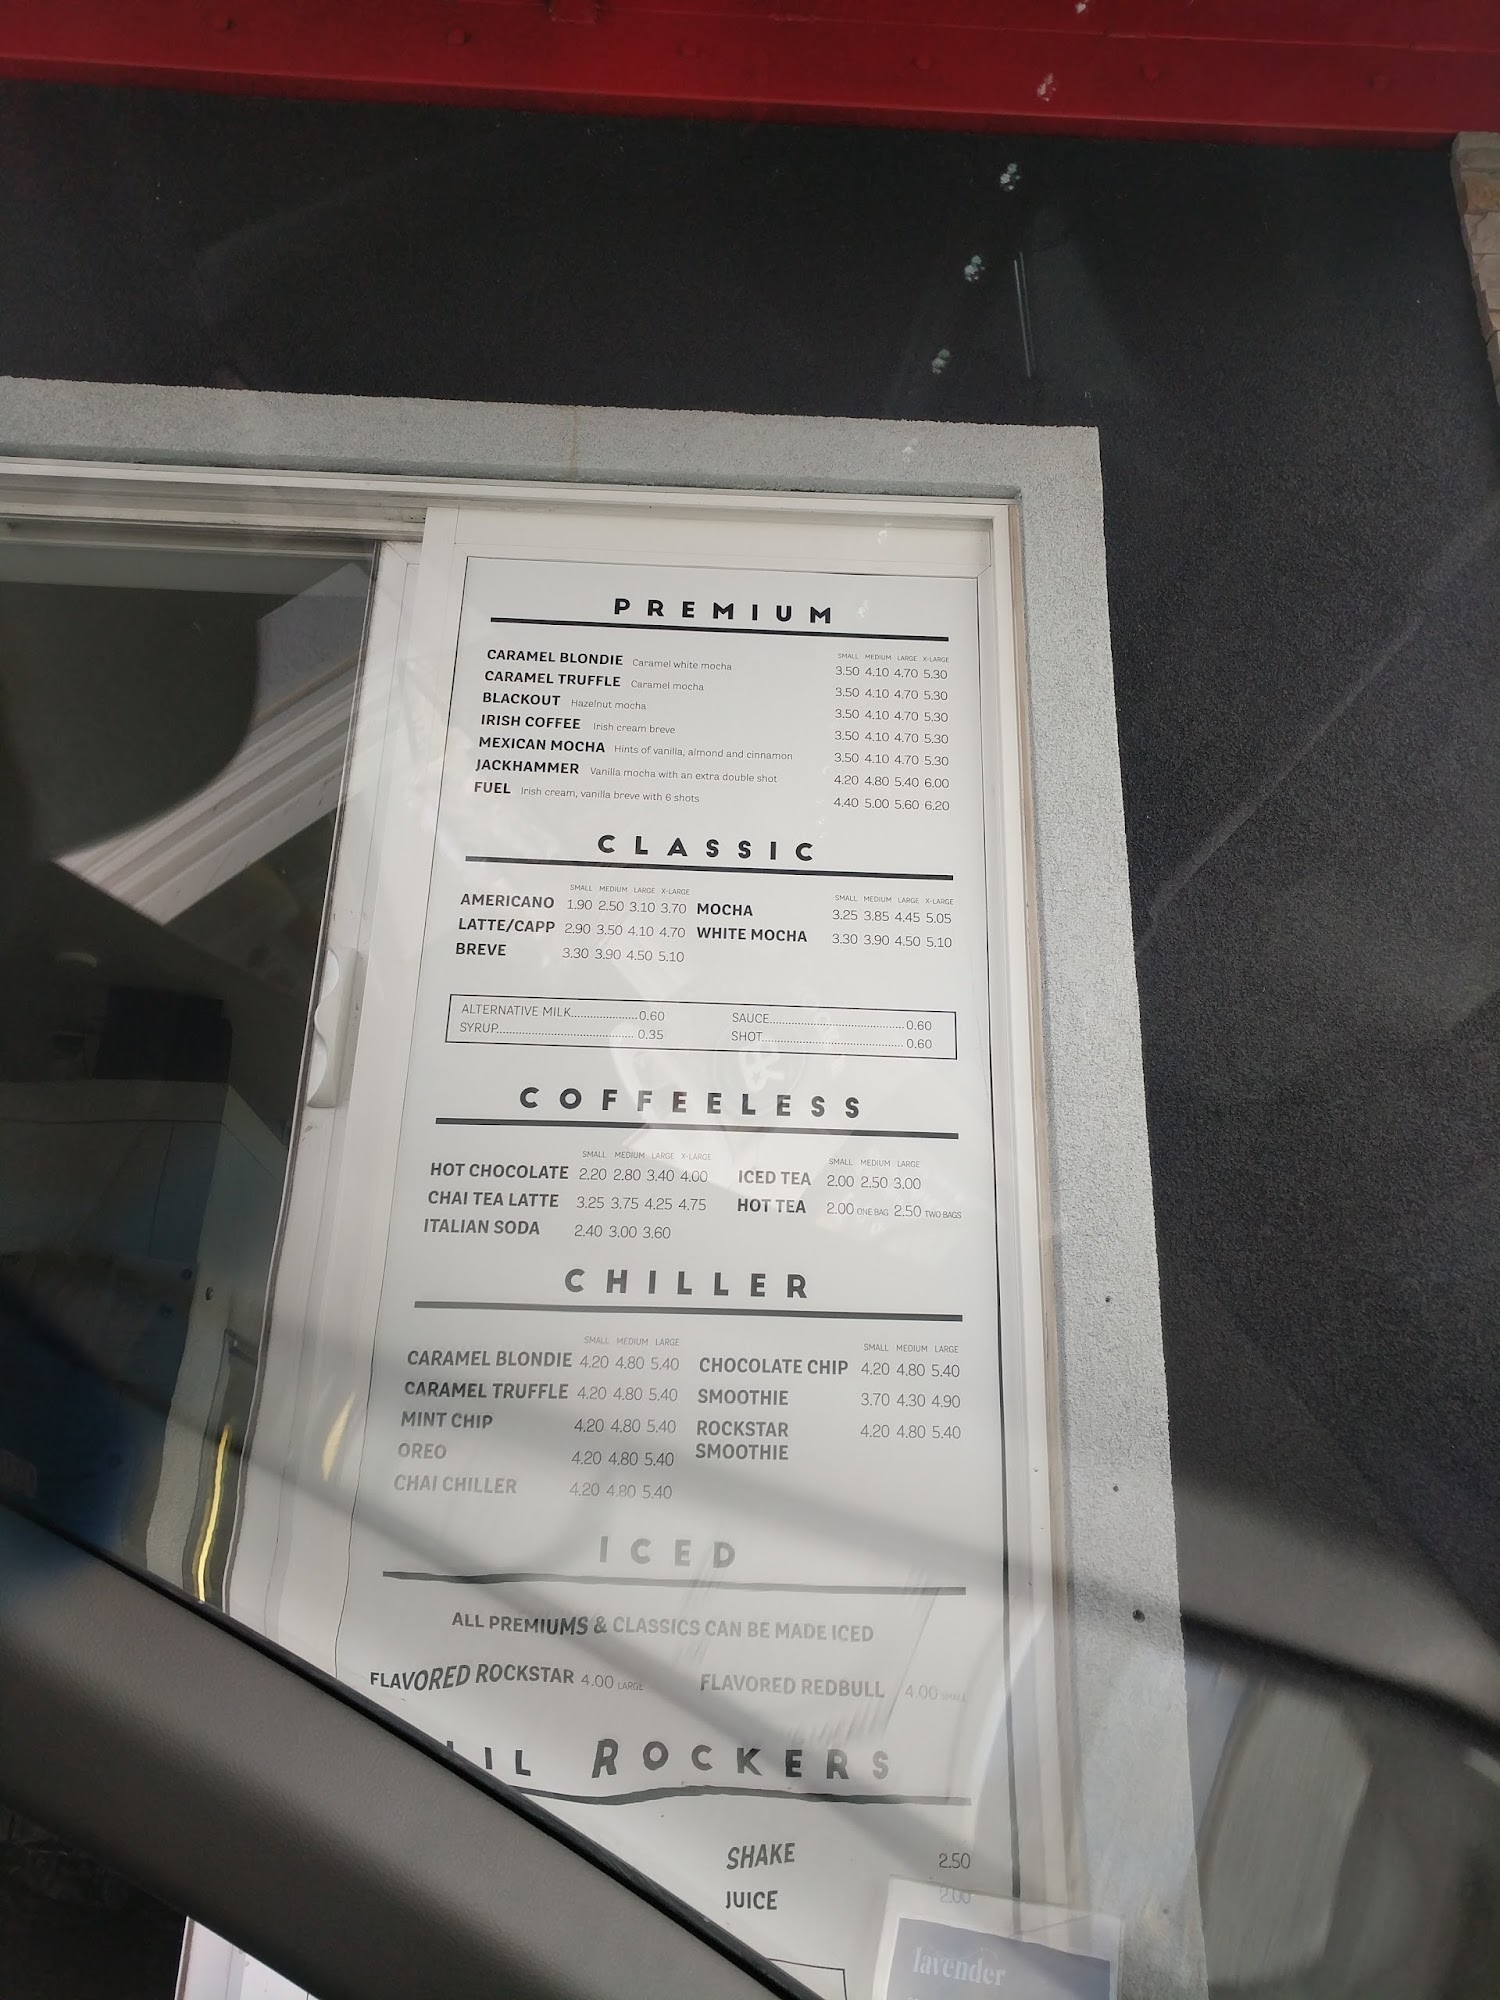 PREMIUM
SMALL MEDIUM LARGE X-LARGE
CARAMEL BLONDIE Caramel white mocha 3.50 4.10 4.70 5.30
CARAMEL TRUFFLE Caramel mocha 3.50 4.10 4.70 5.30
BLACKOUT Hazelnut mocha 3.50 4.10 4.70 5.30
IRISH COFFEE Irish cream breve 3.50 4.10 4.70 5.30
MEXICAN MOCHA Hints of vanilla, almond and cinnamon 3.50 4.10 4.70 5.30
JACKHAMMER Vanilla mocha with an extra double shot 4.20 4.80 5.40 6.00
FUEL Irish cream, vanilla breve with 6 shots 4.40 5.00 5.60 6.20
CLASSIC
SMALL MEDIUM LARGE X-LARGE SMALL MEDIUM LARGE X-LARGE
AMERICANO 1.90 2.50 3.10 3.70 MOCHA 3.25 3.85 4.45 5.05
LATTE/CAPP 2.90 3.50 4.10 4.70 WHITE MOCHA 3.30 3.90 4.50 5.10
BREVE 3.30 3.90 4.50 5.10
ALTERNATIVE MILK.....................0.60 SAUCE.......................................0.60
SYRUP......................................... 0.35 SHOT......................................... 0.60
COFFEELESS
SMALL MEDIUM LARGE X-LARGE SMALL MEDIUM LARGE
HOT CHOCOLATE 2.20 2.80 3.40 4.00 ICED TEA 2.00 2.50 3.00
CHAI TEA LATTE 3.25 3.75 4.25 4.75 HOT TEA 2.00 ONE BAG 2.50 TWO BAGS
ITALIAN SODA 2.40 3.00 3.60
CHILLER
SMALL MEDIUM LARGE SMALL MEDIUM LARGE
CARAMEL BLONDIE 4.20 4.80 5.40 CHOCOLATE CHIP 4.20 4.80 5.40
CARAMEL TRUFFLE 4.20 4.80 5.40 SMOOTHIE 3.70 4.30 4.90
MINT CHIP 4.20 4.80 5.40 ROCKSTAR 4.20 4.80 5.40
SMOOTHIE
OREO 4.20 4.80 5.40
CHAI CHILLER 4.20 4.80 5.40
ICED
ALL PREMIUMS & CLASSICS CAN BE MADE ICED
FLAVORED ROCKSTAR 4.00 LARGE FLAVORED REDBULL 4.00 SMALL
LIL ROCKERS
SHAKE 2.50
JUICE 2.00
lavender